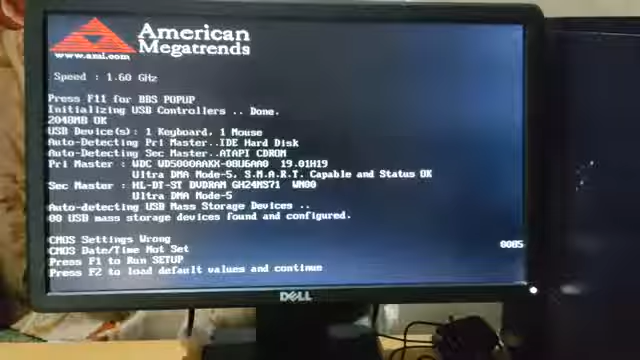 American
Megatrends
www.ami.com
Speed : 1.60 GHz
Press F11 for BBS POPUP
Initializing USB Controllers .. Done.
2048MB OK
USB Device(s): 1 Keyboard, 1 Mouse
Auto-Detecting Pri Master..IDE Hard Disk
Auto-Detecting Sec Master..ATAPI CDROM
Pri Master : WDC WD5000AAKX-08U6AA0 19.01H19
Ultra DMA Mode-5, S.M.A.R.T. Capable and Status OK
Sec Master : HL-DT-ST DVDRAM GH24NS71 WN00
Ultra DMA Mode-5
Auto-detecting USB Mass Storage Devices ..
00 USB mass storage devices found and configured.
CMOS Settings Wrong
CMOS Date/Time Not Set
0085
Press F1 to Run SETUP
Press F2 to load default values and continue
DELL